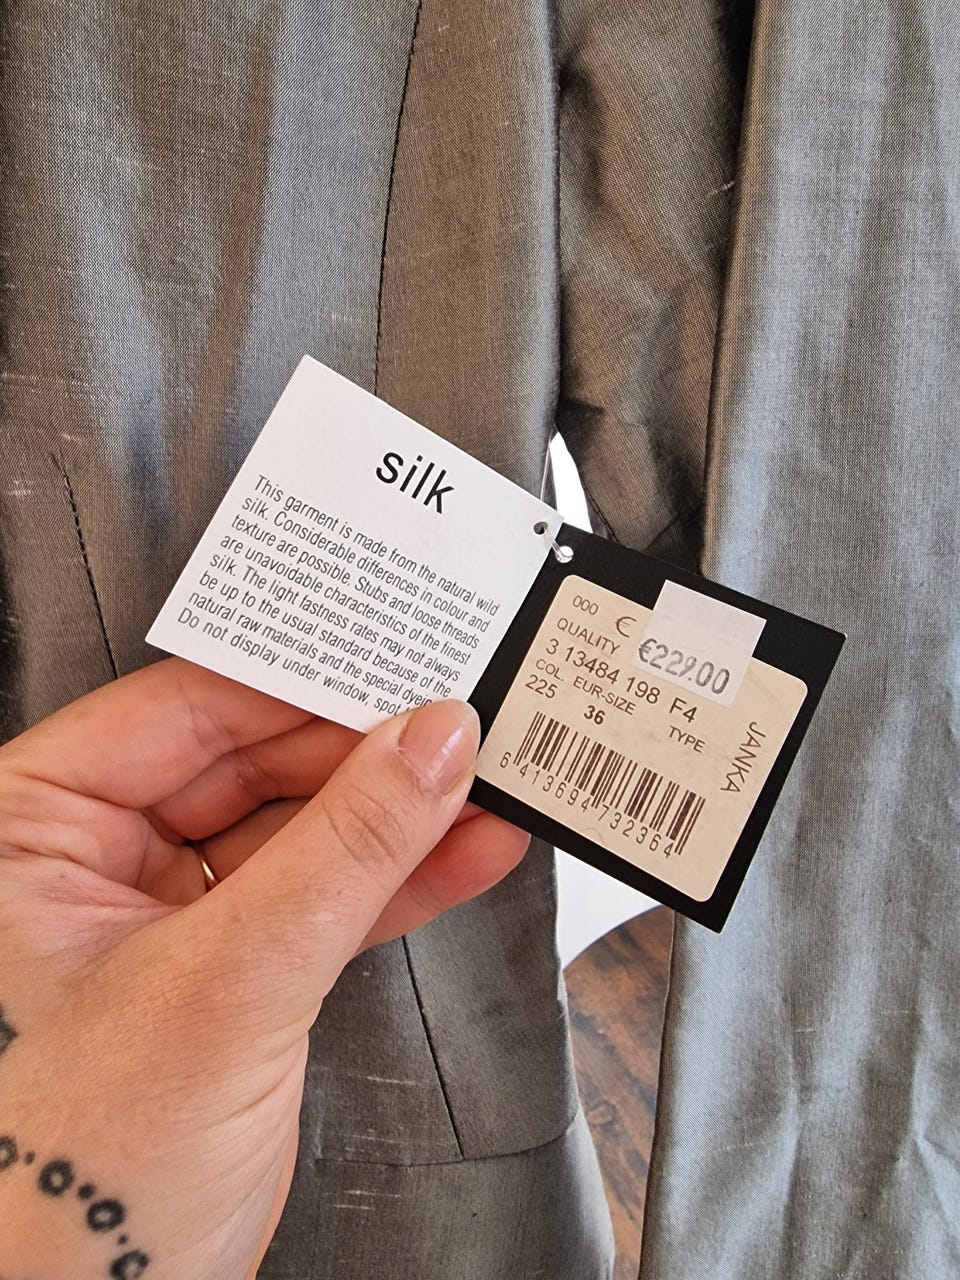 silk
This garment is made from the natural wild
silk. Considerable differences in colour and
texture are possible. Stubs and loose threads
are unavoidable characteristics of the finest
silk. The light fastness rates may not always
be up to the usual standard because of the
natural raw materials and the special dyeing
Do not display under window, spot
000
€
€229.00
QUALITY
3 13484 198 F4
COL. EUR-SIZE TYPE
225 36
JANKA
6 413694 732364